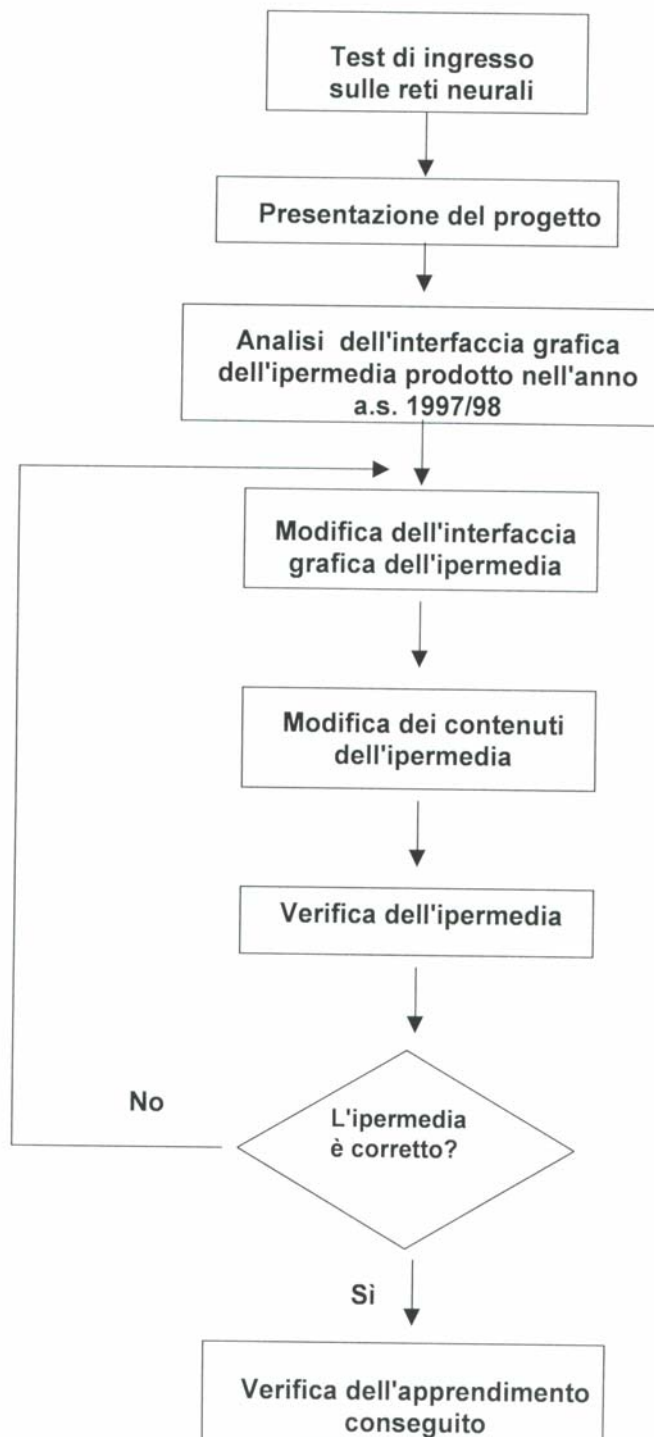 Test di ingresso
sulle reti neurali
Presentazione del progetto
Analisi dell'interfaccia grafica
dell'ipermedia prodotto nell'anno
a.s. 1997/98
Modifica dell'interfaccia
grafica dell'ipermedia
Modifica dei contenuti
dell'ipermedia
Verifica dell'ipermedia
No
L'ipermedia
è corretto?
Sì
Verifica dell'apprendimento
conseguito